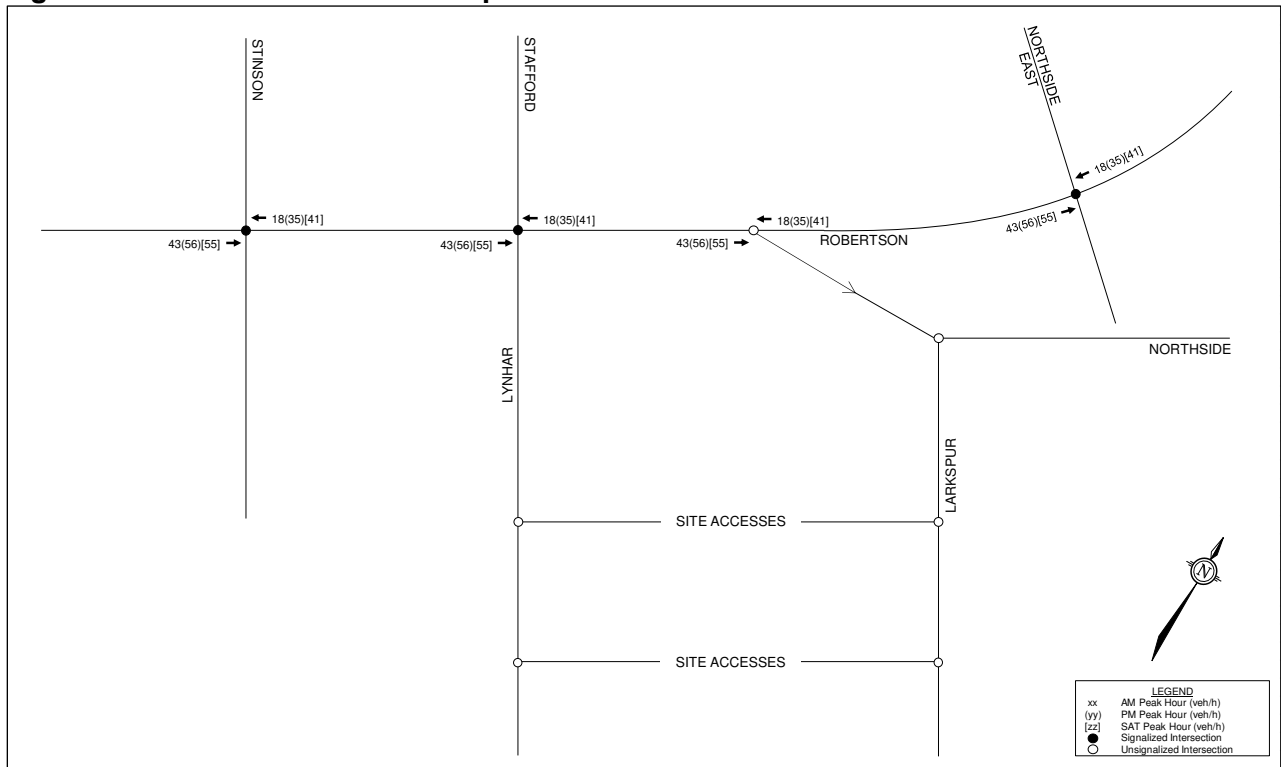 STINSON
STAFFORD
NORTHSIDE
EAST
18(35)[41]
18(35)[41]
18(35)[41]
18(35)[41]
43(56)[55]
43(56)[55]
43(56)[55]
43(56)[55]
ROBERTSON
NORTHSIDE
LYNHAR
LARKSPUR
SITE ACCESSES
SITE ACCESSES
N
LEGEND
xx AM Peak Hour (veh/h)
(yy) PM Peak Hour (veh/h)
[zz] SAT Peak Hour (veh/h)
Signalized Intersection
Unsignalized Intersection